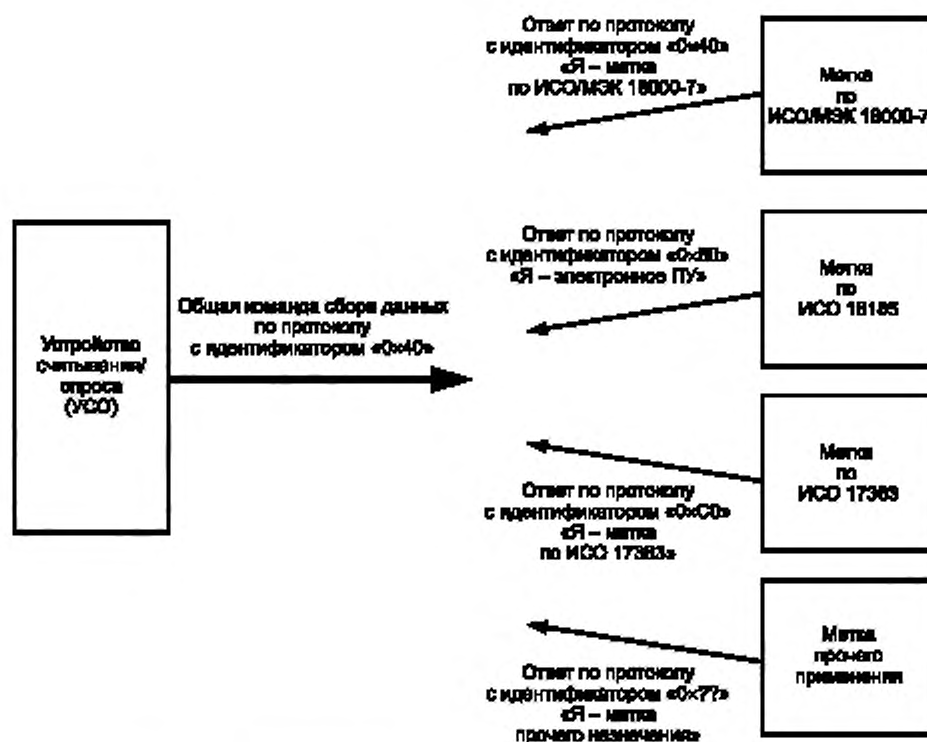 Ответ по протоколу
с идентификатором «0×40»
«Я – метка
по ИСО/МЭК 18000-7»
Метка
по
ИСО/МЭК 18000-7
Ответ по протоколу
с идентификатором «0×80»
«Я – электронное ПУ»
Метка
по
ИСО 18185
Общая команда сбора данных
по протоколу
с идентификатором «0×40»
Устройство
считывания/
опроса
(УСО)
Метка
по
ИСО 17363
Ответ по протоколу
с идентификатором «0×C0»
«Я – метка
по ИСО 17363»
Метка
прочего
применения
Ответ по протоколу
с идентификатором «0×??»
«Я – метка
прочего назначения»